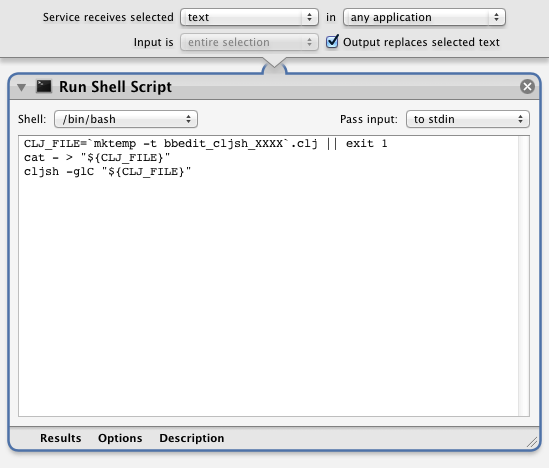 Service receives selected text in any application
Input is entire selection Output replaces selected text
Run Shell Script
Shell: /bin/bash Pass input: to stdin
CLJ_FILE=`mktemp -t bbedit_cljsh_XXXX`.clj || exit 1
cat - > "${CLJ_FILE}"
cljsh -glC "${CLJ_FILE}"
Results Options Description